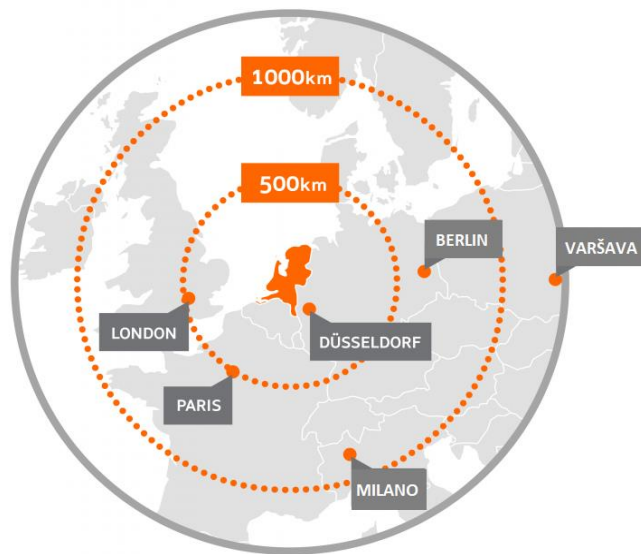 1000km
500km
BERLIN
VARŠAVA
LONDON
DÜSSELDORF
PARIS
MILANO